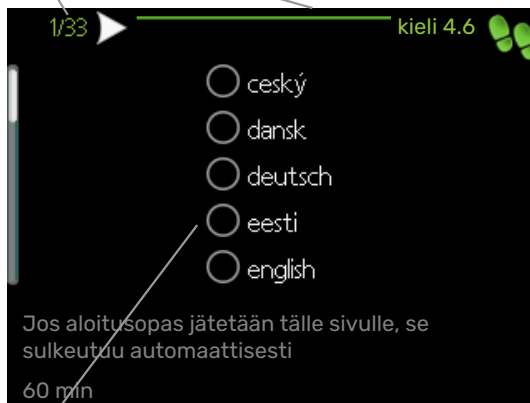 1/33
kieli 4.6
ceský
dansk
deutsch
eesti
english
Jos aloitusopas jätetään tälle sivulle, se
sulkeutuu automaattisesti
60 min